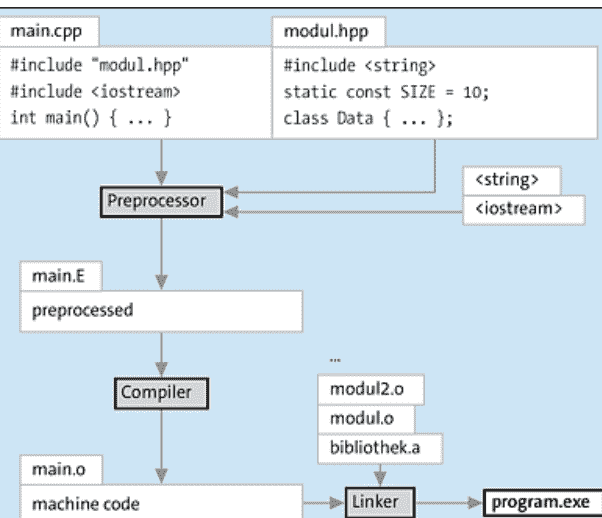 main.cpp
#include "modul.hpp"
#include <iostream>
int main() { ... }
modul.hpp
#include <string>
static const SIZE = 10;
class Data { ... };
<string>
<iostream>
Preprocessor
main.E
preprocessed
Compiler
...
modul2.o
modul.o
bibliothek.a
main.o
machine code
Linker
program.exe